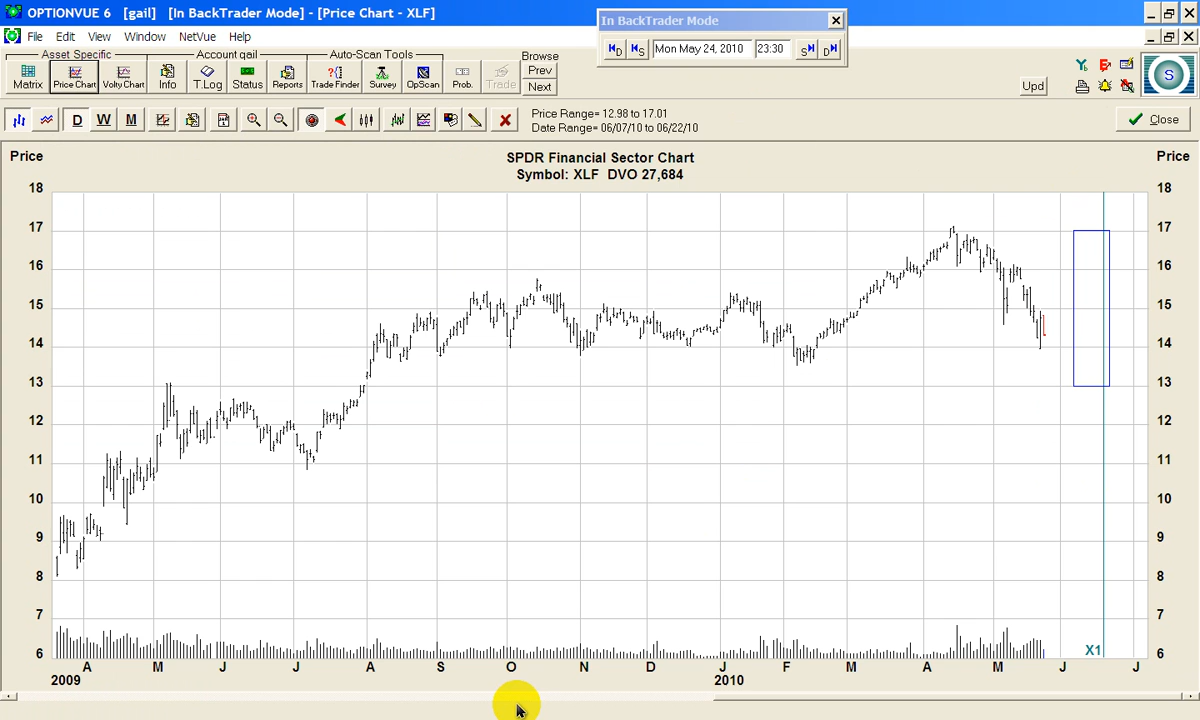 OPTIONVUE 6 [gail] [In BackTrader Mode] - [Price Chart - XLF]
In BackTrader Mode
File Edit View Window NetVue Help
Mon May 24, 2010 23:30
D S S D
Asset Specific Account gail Auto-Scan Tools Browse
Matrix Price Chart Volty Chart Info T.Log Status Reports Trade Finder Survey OpScan Prob. Trade
Prev
Next
Upd
S
D W M
Price Range= 12.98 to 17.01
Date Range= 06/07/10 to 06/22/10
Close
Price Price
SPDR Financial Sector Chart
Symbol: XLF DVO 27,684
18 18
17 17
16 16
15 15
14 14
13 13
12 12
11 11
10 10
9 9
8 8
7 7
6 6
X1
A M J J A S O N D J F M A M J J
2009 2010